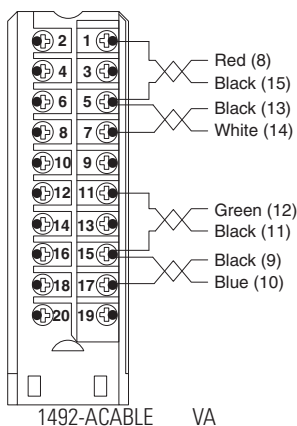 2 1
4 3
6 5
8 7
10 9
12 11
14 13
16 15
18 17
20 19
Red (8)
Black (15)
Black (13)
White (14)
Green (12)
Black (11)
Black (9)
Blue (10)
1492-ACABLE VA